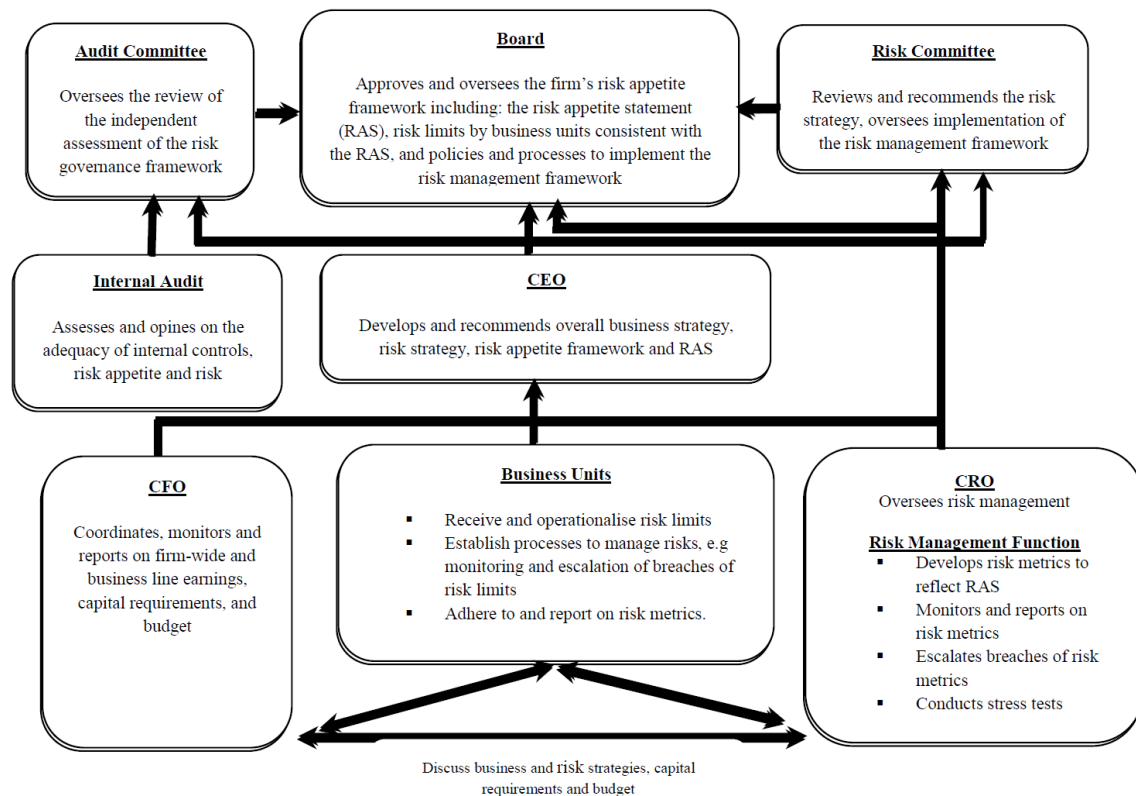 Audit Committee
Oversees the review of
the independent
assessment of the risk
governance framework
Board
Approves and oversees the firm's risk appetite
framework including: the risk appetite statement
(RAS), risk limits by business units consistent with
the RAS, and policies and processes to implement the
risk management framework
Risk Committee
Reviews and recommends the risk
strategy, oversees implementation of
the risk management framework
Internal Audit
Assesses and opines on the
adequacy of internal controls,
risk appetite and risk
CEO
Develops and recommends overall business strategy,
risk strategy, risk appetite framework and RAS
CFO
Coordinates, monitors and
reports on firm-wide and
business line earnings,
capital requirements, and
budget
Business Units
▪ Receive and operationalise risk limits
▪ Establish processes to manage risks, e.g
monitoring and escalation of breaches of
risk limits
▪ Adhere to and report on risk metrics.
CRO
Oversees risk management
Risk Management Function
▪ Develops risk metrics to
reflect RAS
▪ Monitors and reports on
risk metrics
▪ Escalates breaches of risk
metrics
▪ Conducts stress tests
Discuss business and risk strategies, capital
requirements and budget